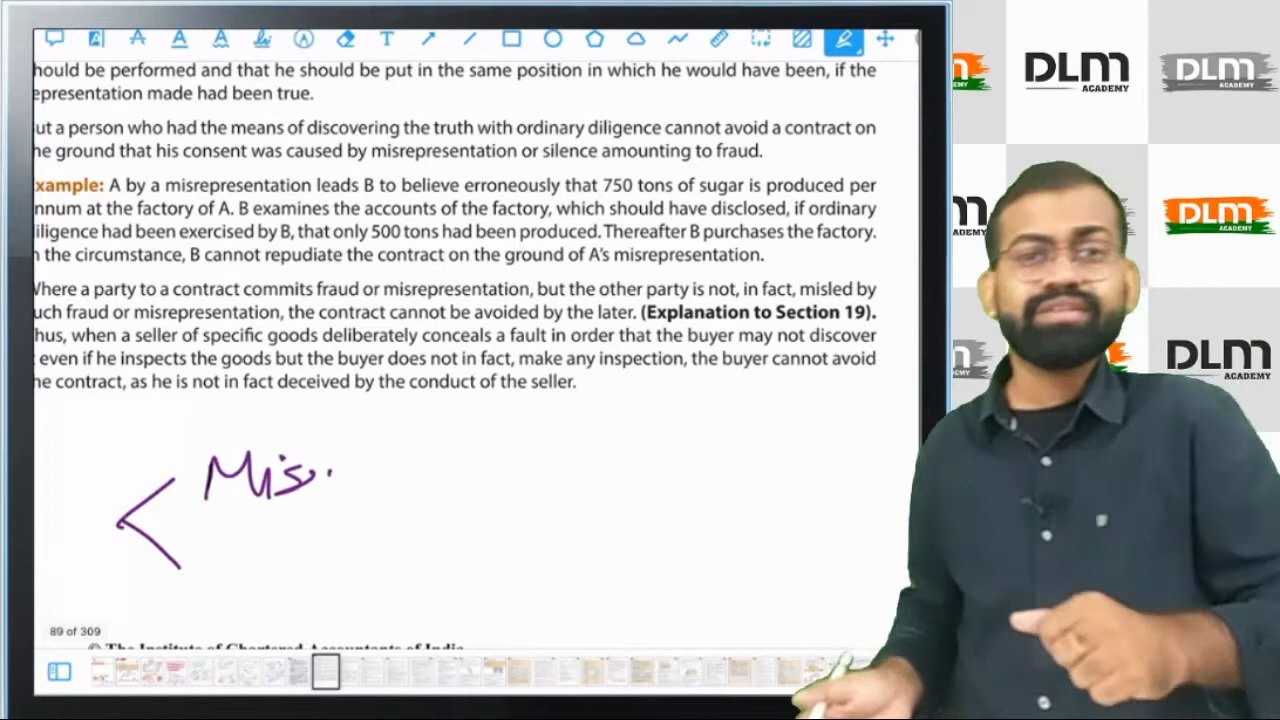 hould be performed and that he should be put in the same position in which he would have been, if the
epresentation made had been true.
ut a person who had the means of discovering the truth with ordinary diligence cannot avoid a contract on
he ground that his consent was caused by misrepresentation or silence amounting to fraud.
xample: A by a misrepresentation leads B to believe erroneously that 750 tons of sugar is produced per
nnum at the factory of A. B examines the accounts of the factory, which should have disclosed, if ordinary
iligence had been exercised by B, that only 500 tons had been produced. Thereafter B purchases the factory.
n the circumstance, B cannot repudiate the contract on the ground of A's misrepresentation.
Where a party to a contract commits fraud or misrepresentation, but the other party is not, in fact, misled by
uch fraud or misrepresentation, the contract cannot be avoided by the later. (Explanation to Section 19).
hus, when a seller of specific goods deliberately conceals a fault in order that the buyer may not discover
t even if he inspects the goods but the buyer does not in fact, make any inspection, the buyer cannot avoid
he contract, as he is not in fact deceived by the conduct of the seller.
Mis.
89 of 309
© The Institute of Chartered Accountants of India
DLM
ACADEMY
DLM
ACADEMY
DLM
ACADEMY
DLM
ACADEMY